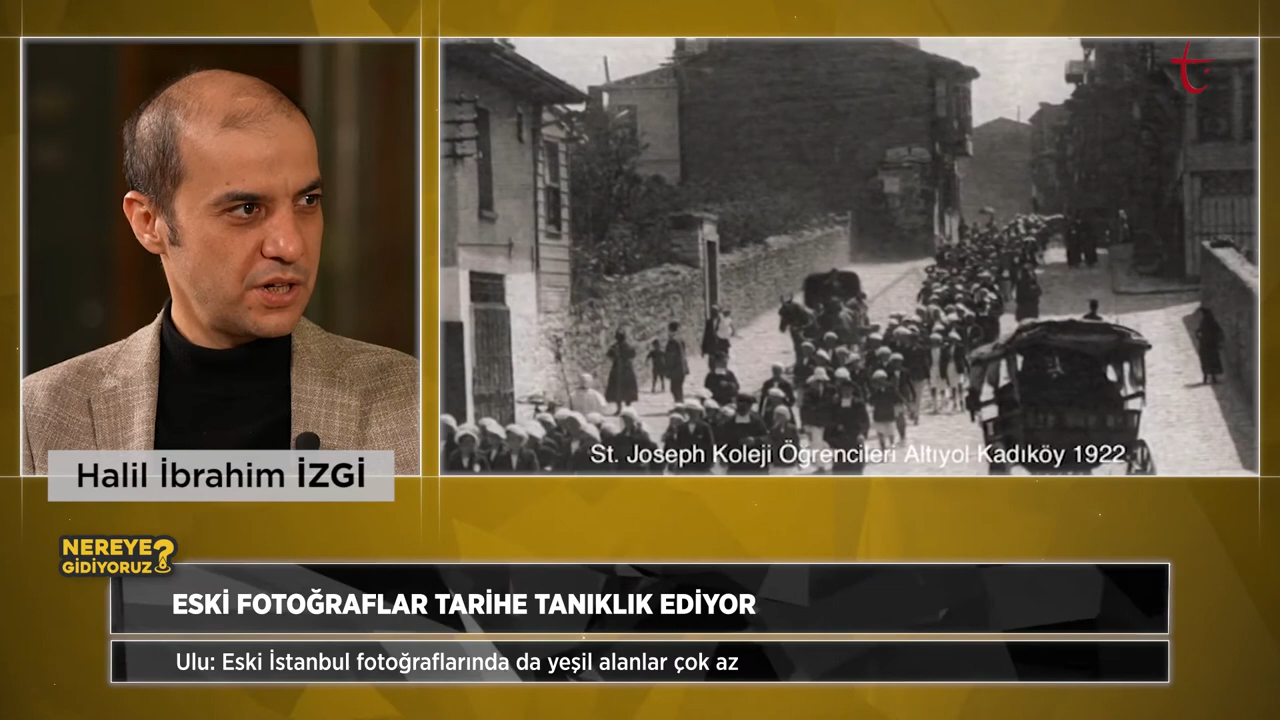 t
St. Joseph Koleji Öğrencileri Altıyol Kadıköy 1922
Halil İbrahim İZGİ
NEREYE
GİDİYORUZ?
ESKİ FOTOĞRAFLAR TARİHE TANIKLIK EDİYOR
Ulu: Eski İstanbul fotoğraflarında da yeşil alanlar çok az